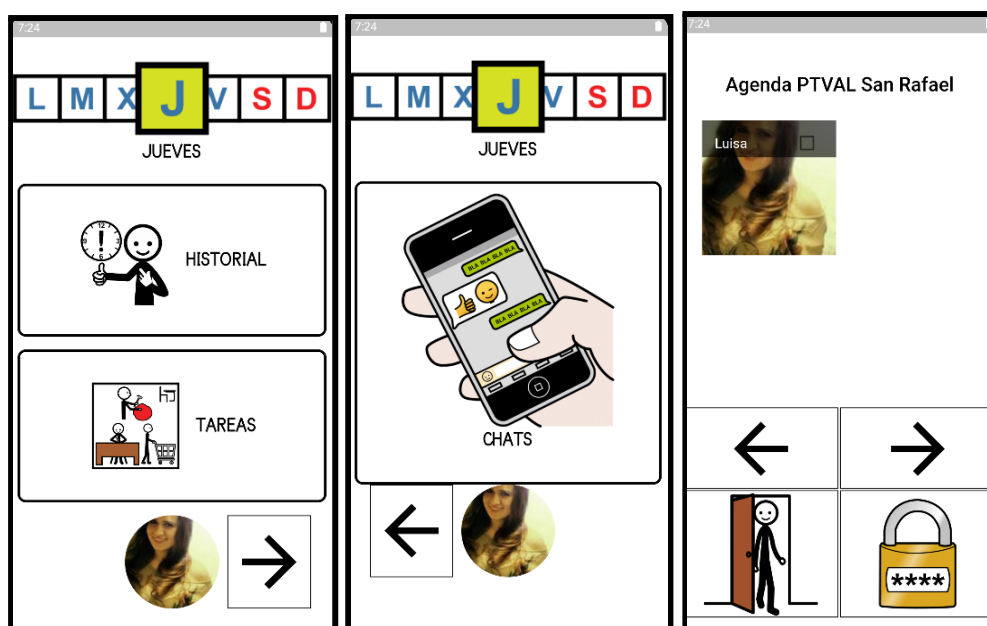 7:24
L M X J V S D
JUEVES
HISTORIAL
TAREAS
7:24
L M X J V S D
JUEVES
BLA BLA BLA BLA
BLA BLA BLA BLA
CHATS
7:24
Agenda PTVAL San Rafael
Luisa
****